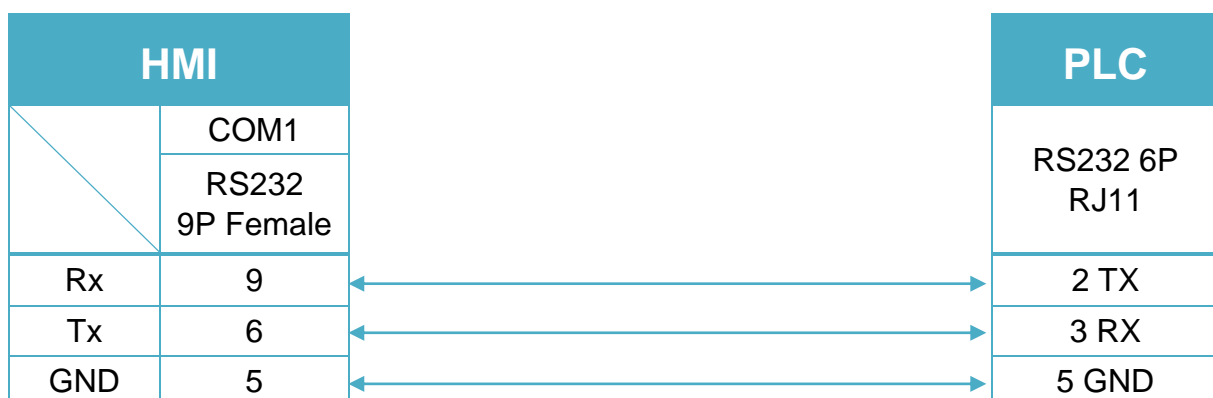 HMI
PLC
COM1
RS232
9P Female
RS232 6P
RJ11
Rx 9 2 TX
Tx 6 3 RX
GND 5 5 GND